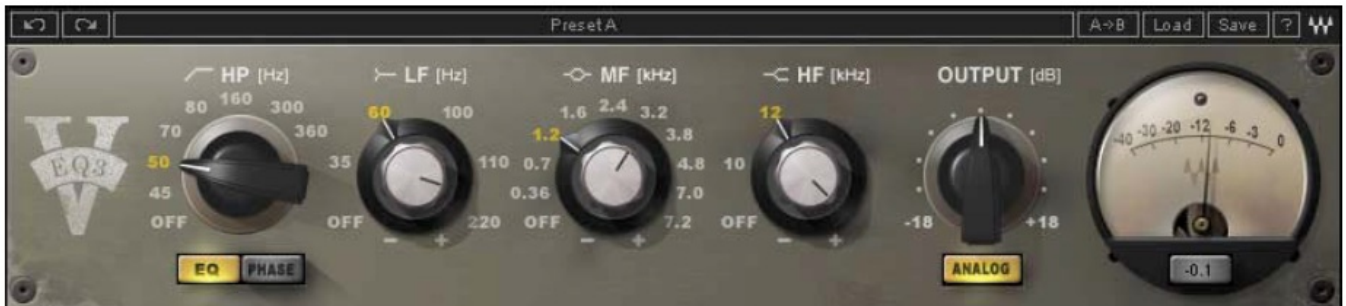 Preset A A->B Load Save ?
HP [Hz] LF [Hz] MF [kHz] HF [kHz] OUTPUT [dB]
80 160 300 60 100 1.6 2.4 3.2 12
70 360 1.2 3.8 -40 -30 -20 -12 -6 -3 0
EQ3 50 35 110 0.7 4.8 10
45 0.36 7.0
OFF OFF 220 OFF 7.2 OFF -18 +18
- + - + - +
EQ PHASE ANALOG -0.1